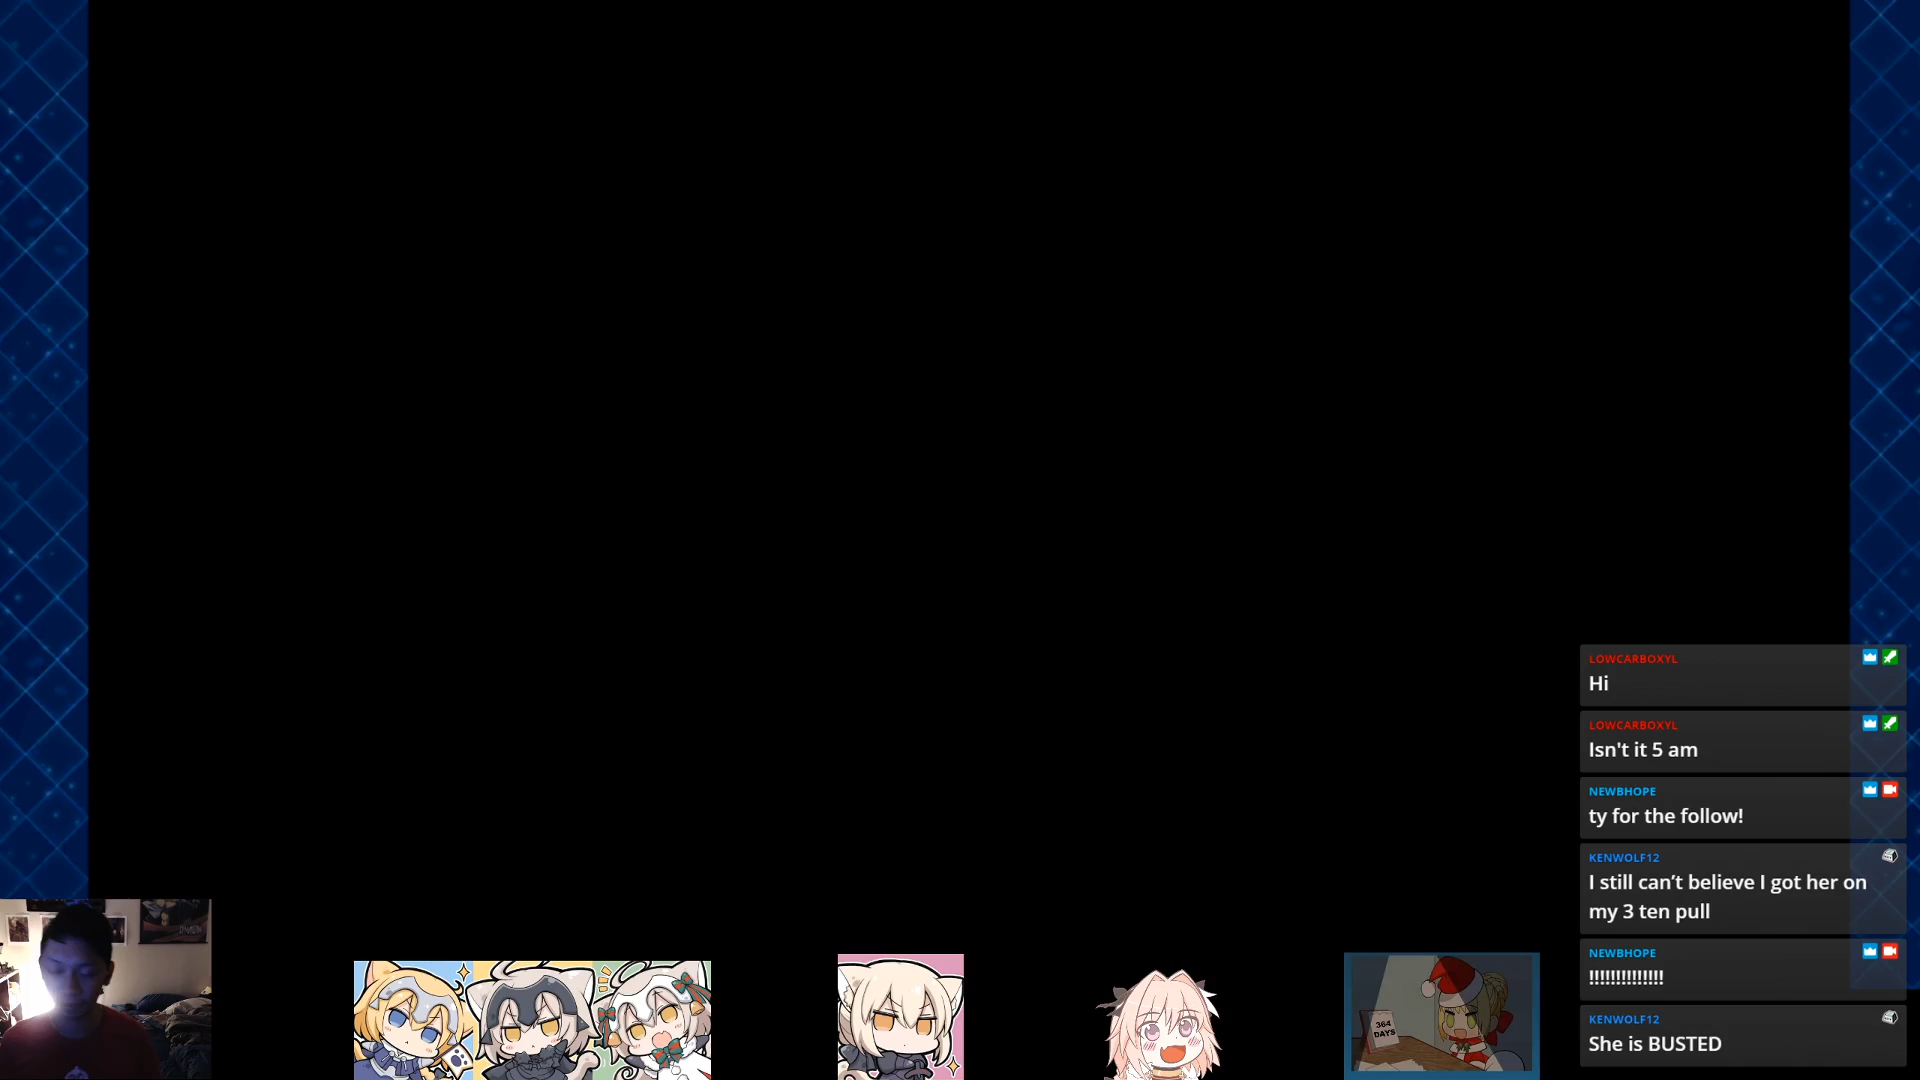 LOWCARBOXYL
Hi
LOWCARBOXYL
Isn't it 5 am
NEWBHOPE
ty for the follow!
KENWOLF12
I still can’t believe I got her on
my 3 ten pull
NEWBHOPE
!!!!!!!!!!!!!!
KENWOLF12
She is BUSTED
364
DAYS